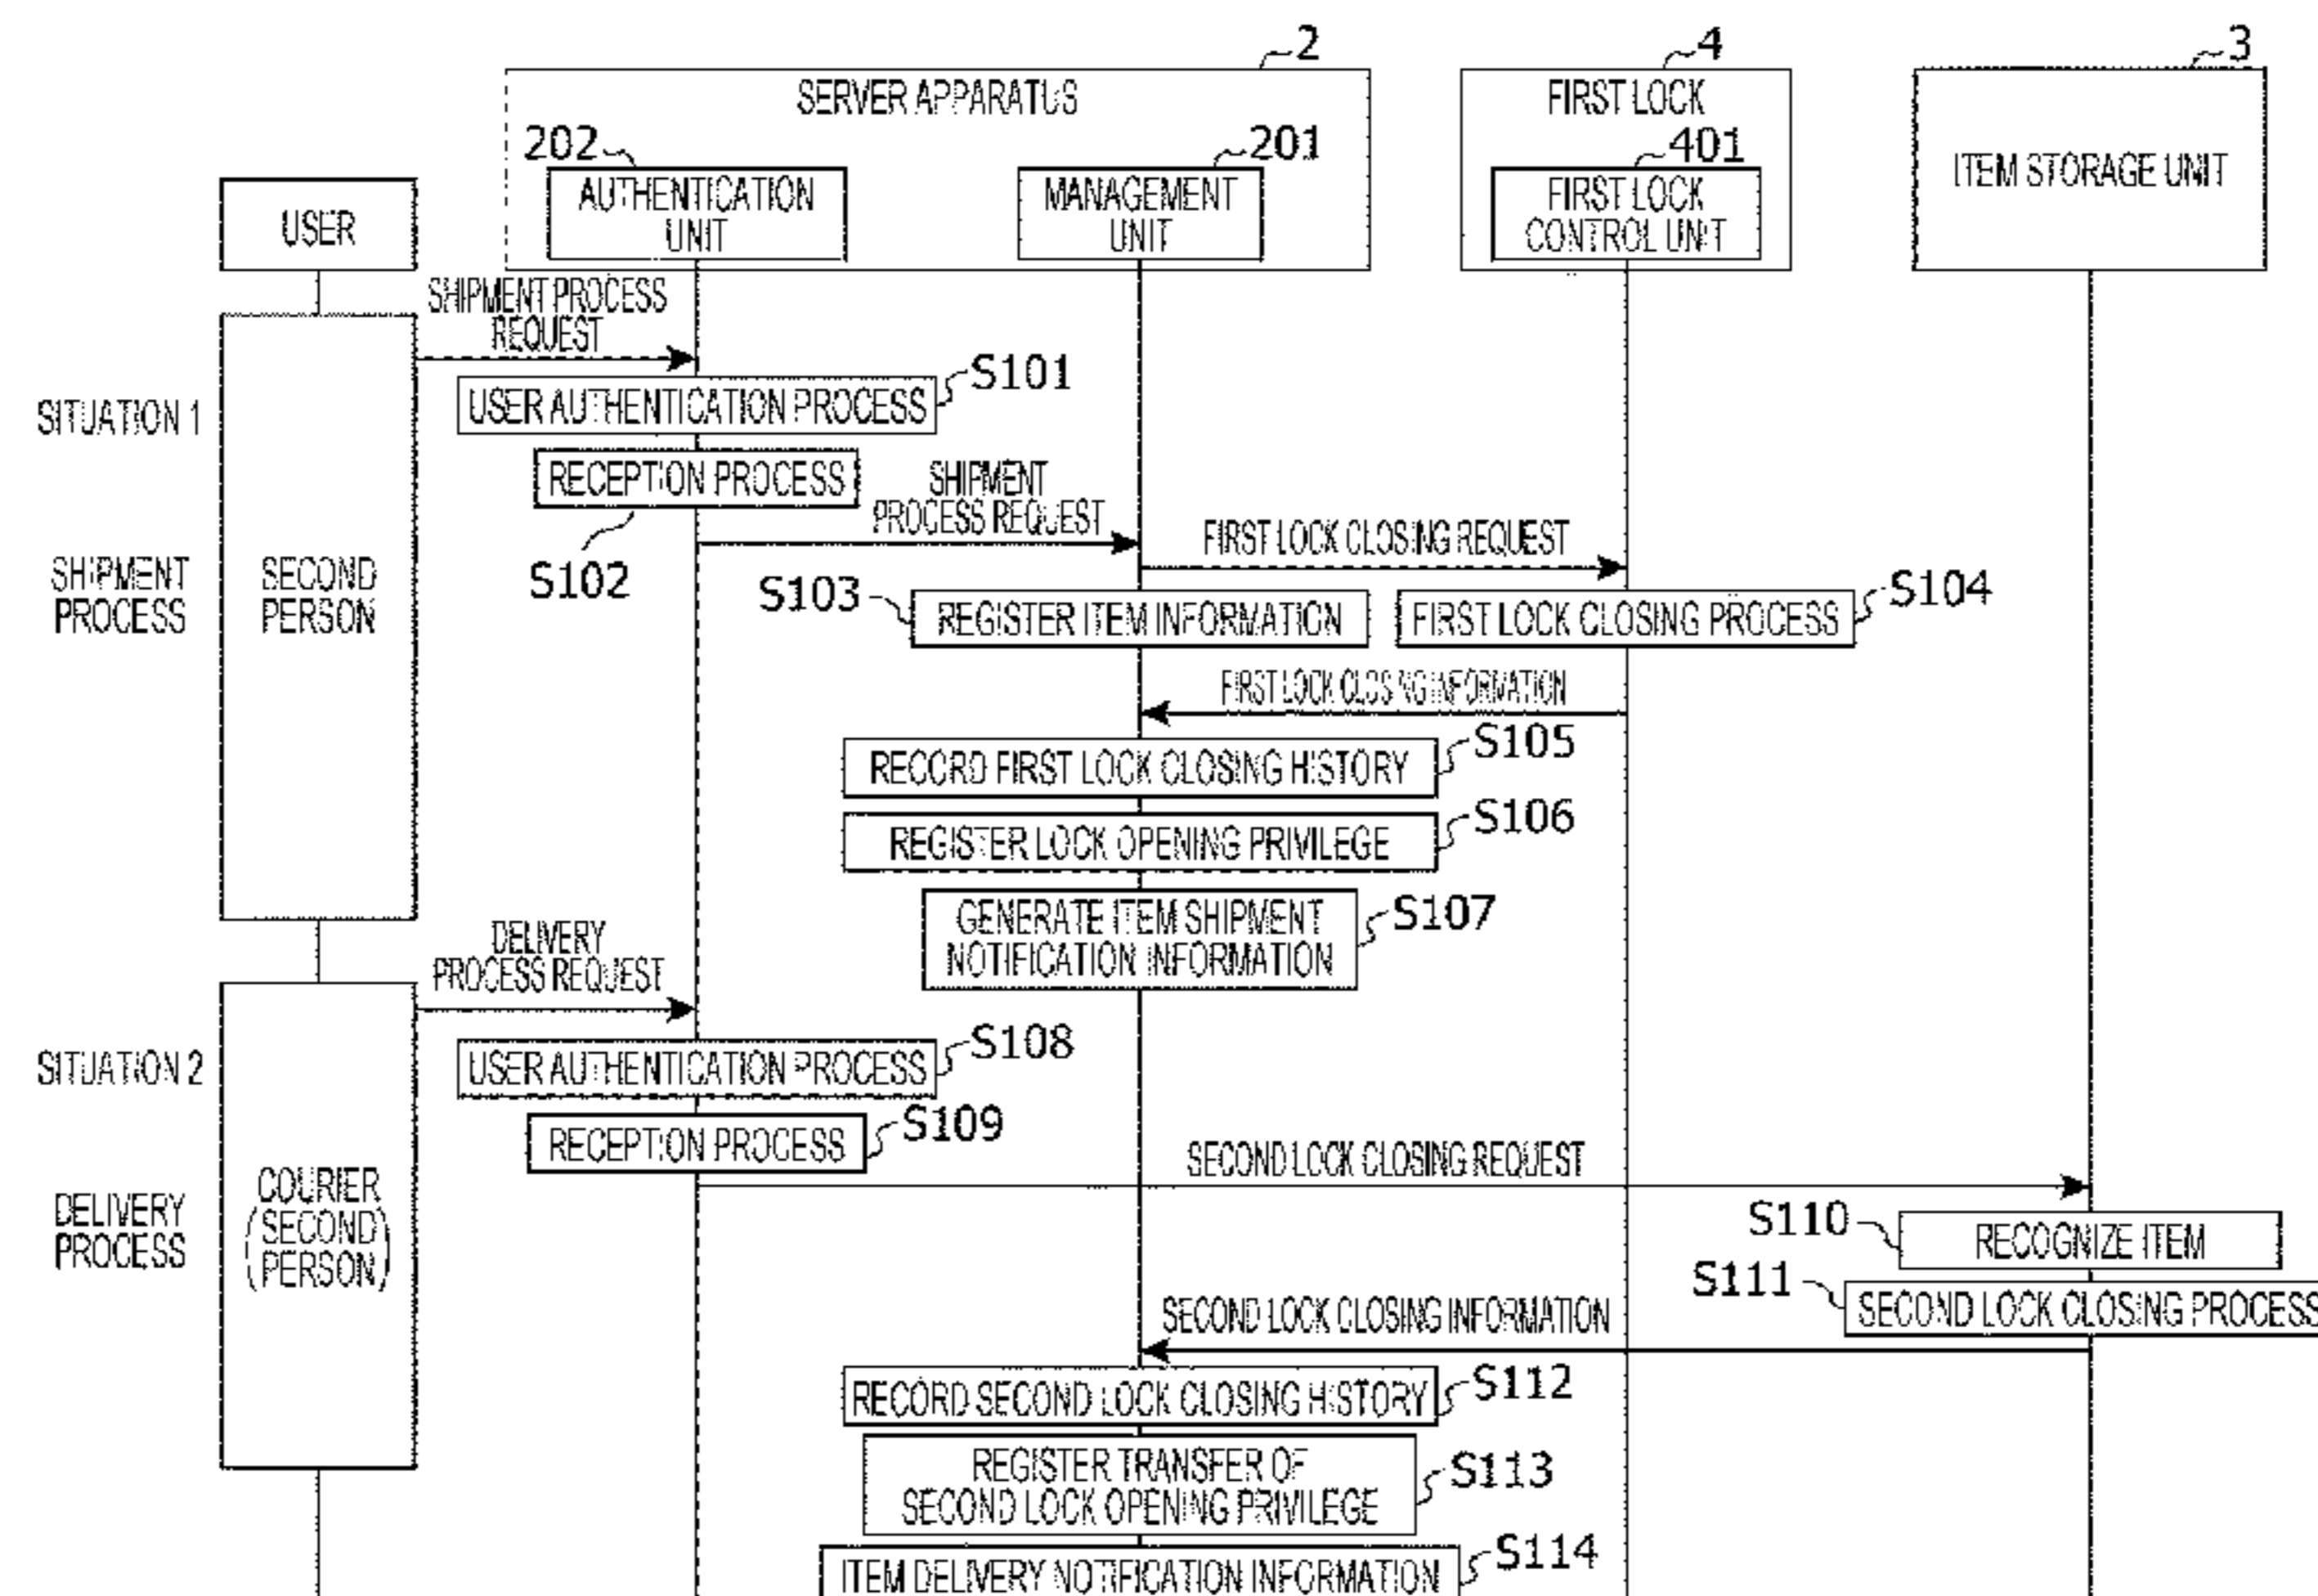 2
4
3
SERVER APPARATUS
FIRST LOCK
202
201
401
ITEM STORAGE UNIT
USER
AUTHENTICATION
UNIT
MANAGEMENT
UNIT
FIRST LOCK
CONTROL UNIT
SHIPMENT PROCESS
REQUEST
SITUATION 1
USER AUTHENTICATION PROCESS
S101
RECEPTION PROCESS
S102
SHIPMENT
PROCESS REQUEST
FIRST LOCK CLOSING REQUEST
SHIPMENT
PROCESS
SECOND
PERSON
S103
REGISTER ITEM INFORMATION
FIRST LOCK CLOSING PROCESS
S104
FIRST LOCK CLOSING INFORMATION
RECORD FIRST LOCK CLOSING HISTORY
S105
REGISTER LOCK OPENING PRIVILEGE
S106
GENERATE ITEM SHIPMENT
NOTIFICATION INFORMATION
S107
DELIVERY
PROCESS REQUEST
SITUATION 2
USER AUTHENTICATION PROCESS
S108
RECEPTION PROCESS
S109
SECOND LOCK CLOSING REQUEST
DELIVERY
PROCESS
COURIER
(SECOND
PERSON)
S110
RECOGNIZE ITEM
S111
SECOND LOCK CLOSING PROCESS
SECOND LOCK CLOSING INFORMATION
RECORD SECOND LOCK CLOSING HISTORY
S112
REGISTER TRANSFER OF
SECOND LOCK OPENING PRIVILEGE
S113
ITEM DELIVERY NOTIFICATION INFORMATION
S114